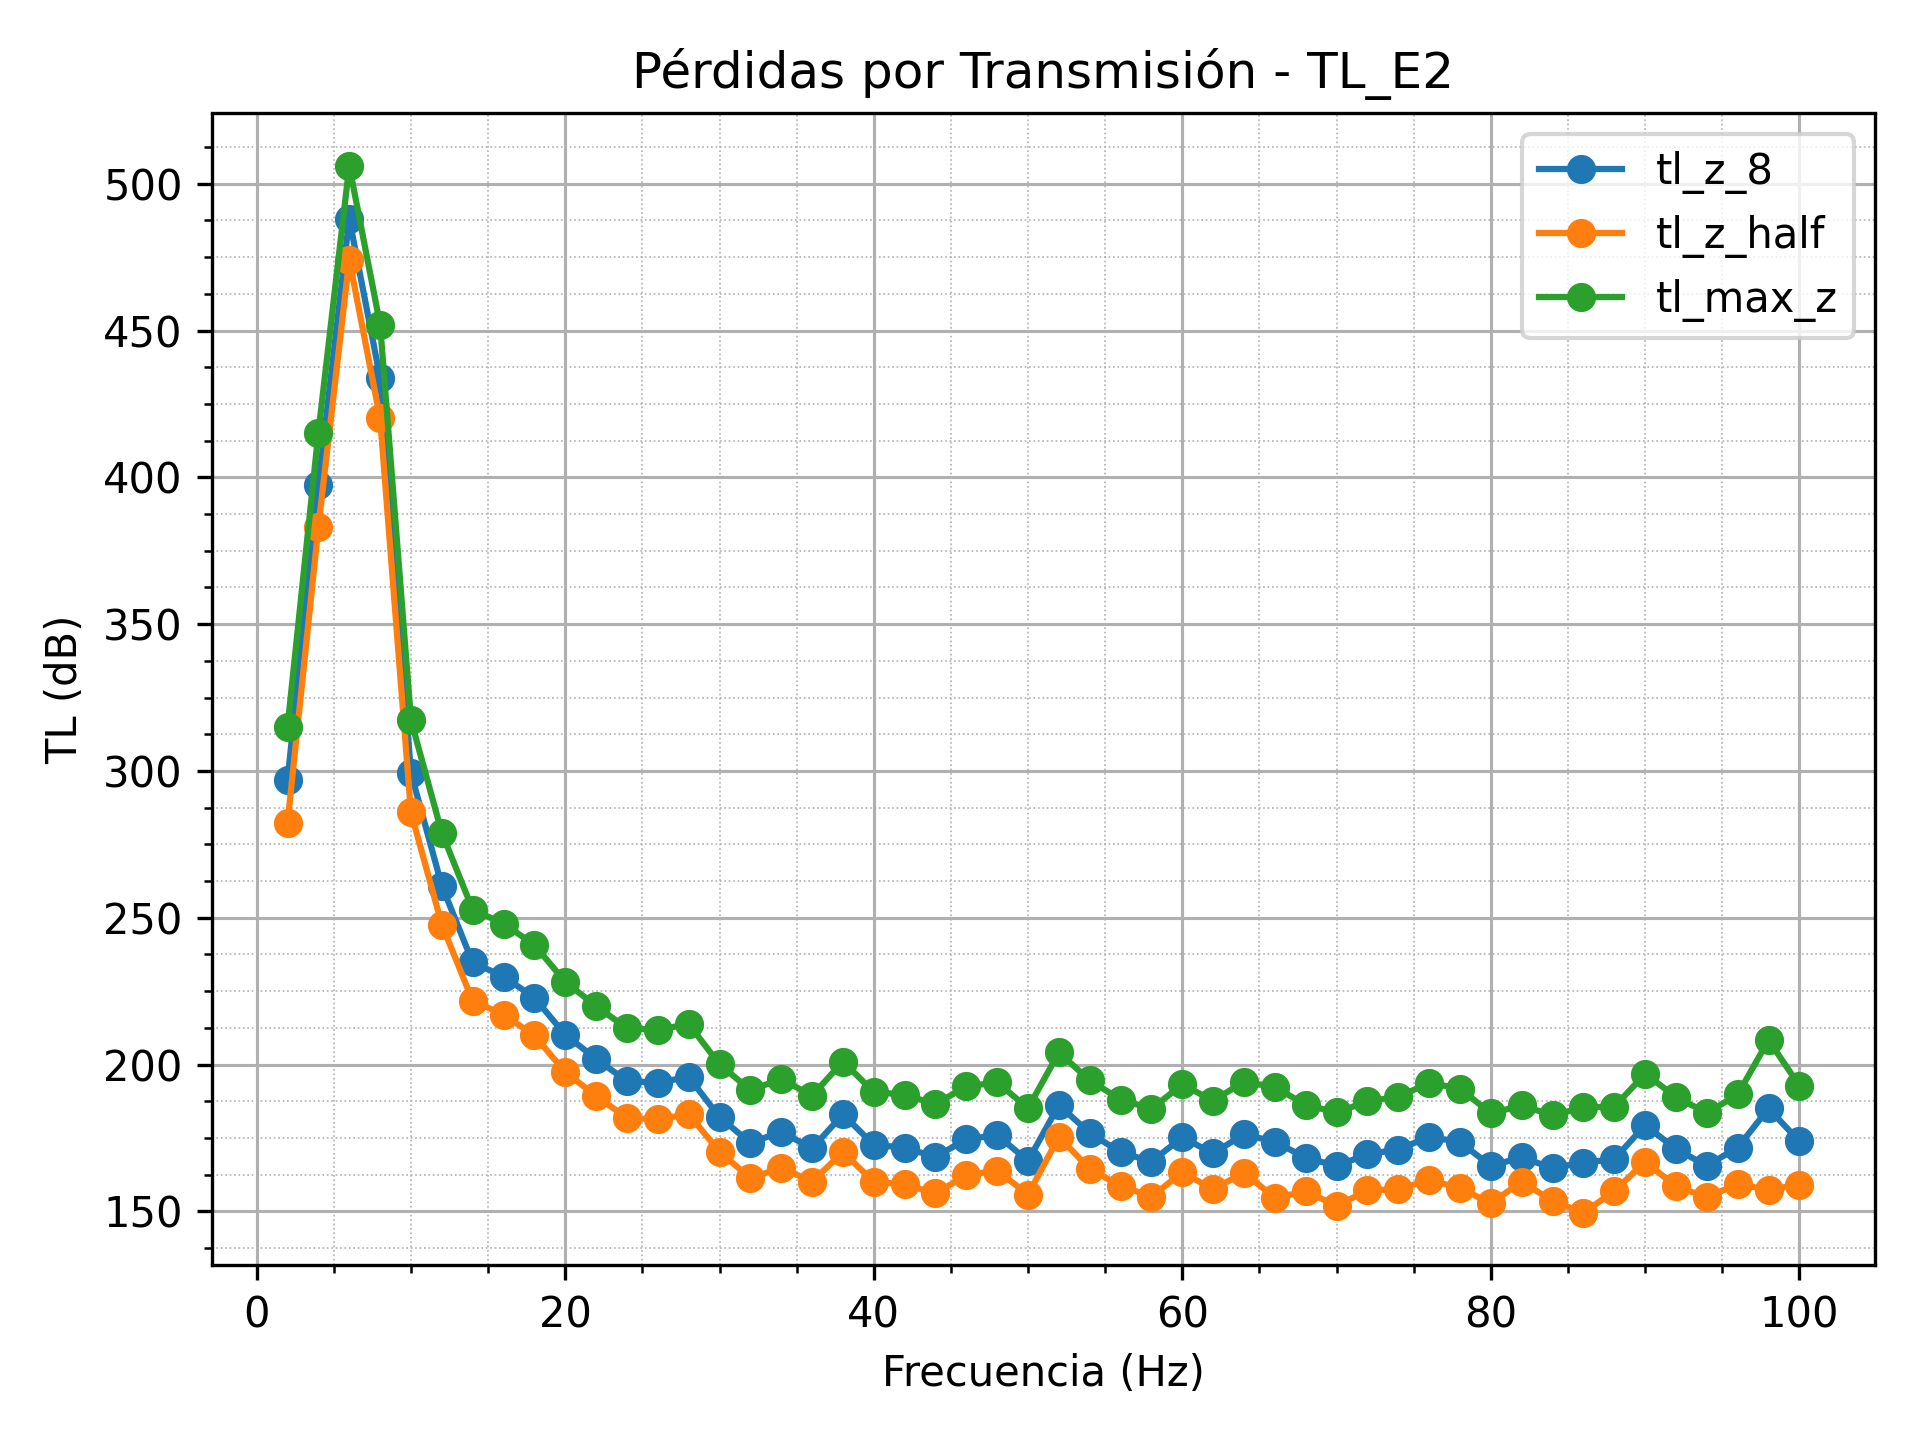 Pérdidas por Transmisión - TL_E2
tl_z_8
tl_z_half
tl_max_z
TL (dB)
500
450
400
350
300
250
200
150
0 20 40 60 80 100
Frecuencia (Hz)